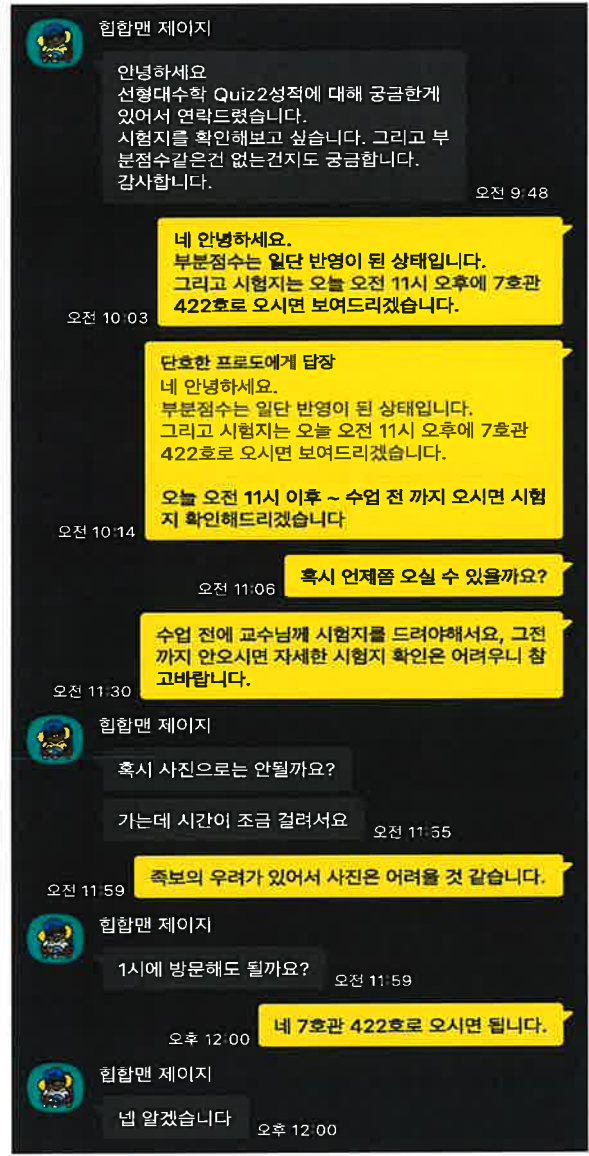 힙합맨 제이지
안녕하세요
선형대수학 Quiz2성적에 대해 궁금한게
있어서 연락드렸습니다.
시험지를 확인해보고 싶습니다. 그리고 부
분점수같은건 없는건지도 궁금합니다.
감사합니다.
오전 9:48
네 안녕하세요.
부분점수는 일단 반영이 된 상태입니다.
그리고 시험지는 오늘 오전 11시 오후에 7호관
422호로 오시면 보여드리겠습니다.
오전 10:03
단호한 프로도에게 답장
네 안녕하세요.
부분점수는 일단 반영이 된 상태입니다.
그리고 시험지는 오늘 오전 11시 오후에 7호관
422호로 오시면 보여드리겠습니다.
오늘 오전 11시 이후 ~ 수업 전 까지 오시면 시험
지 확인해드리겠습니다
오전 10:14
혹시 언제쯤 오실 수 있을까요?
오전 11:06
수업 전에 교수님께 시험지를 드려야해서요, 그전
까지 안오시면 자세한 시험지 확인은 어려우니 참
고바랍니다.
오전 11:30
힙합맨 제이지
혹시 사진으로는 안될까요?
가는데 시간이 조금 걸려서요
오전 11:55
족보의 우려가 있어서 사진은 어려울 것 같습니다.
오전 11:59
힙합맨 제이지
1시에 방문해도 될까요?
오전 11:59
네 7호관 422호로 오시면 됩니다.
오후 12:00
힙합맨 제이지
넵 알겠습니다
오후 12:00